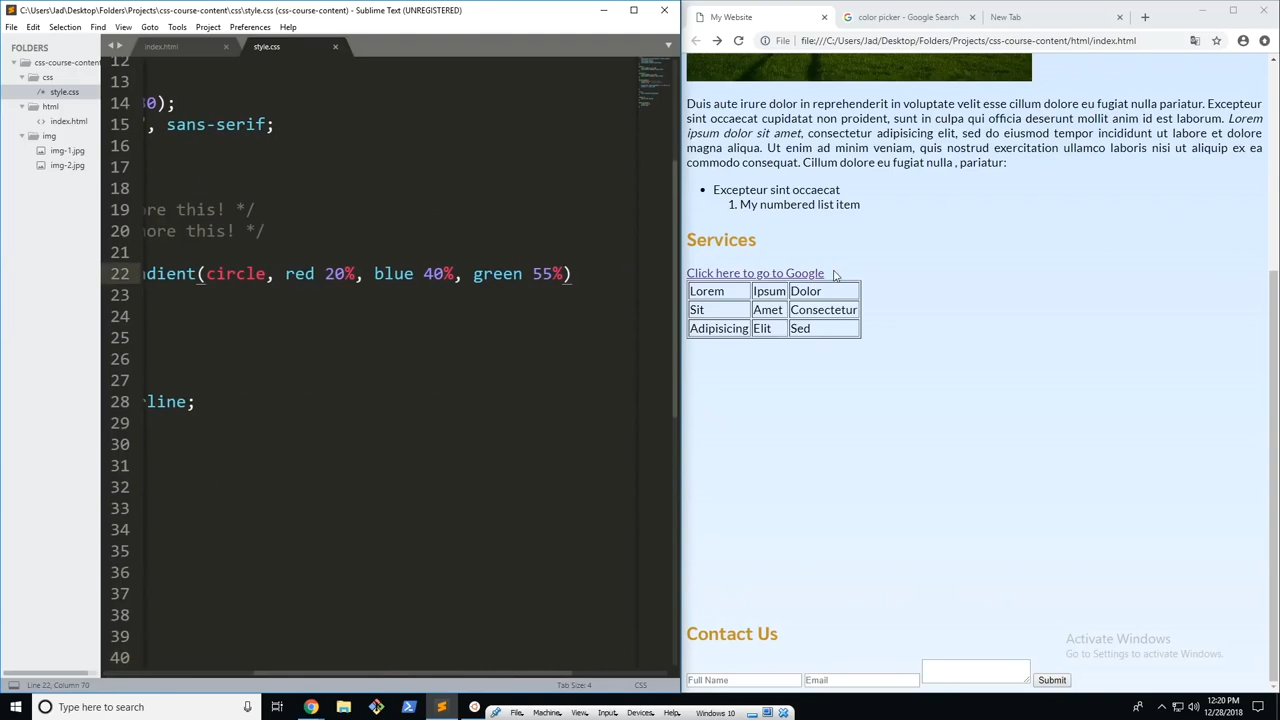 C:\Users\Jad\Desktop\Folders\Projects\css-course-content\css\style.css (css-course-content) - Sublime Text (UNREGISTERED)
File Edit Selection Find View Goto Tools Project Preferences Help
FOLDERS
css-course-content
css
/* style.css
html
index.html
img
img-1.jpg
img-2.jpg
index.html
style.css
12
13
14 30);
15 ', sans-serif;
16
17
18
19 ore this! */
20 nore this! */
21
22 adient(circle, red 20%, blue 40%, green 55%)
23
24
25
26
27
28 line;
29
30
31
32
33
34
35
36
37
38
39
40
Line 22, Column 70
Tab Size: 4
CSS
My Website
color picker - Google Search
New Tab
File file:///C:/Users/Jad/Desktop/Folders/Projects/css-course-content/html/index.html
Duis aute irure dolor in reprehenderit in voluptate velit esse cillum dolore eu fugiat nulla pariatur. Excepteur
sint occaecat cupidatat non proident, sunt in culpa qui officia deserunt mollit anim id est laborum. Lorem
ipsum dolor sit amet, consectetur adipisicing elit, sed do eiusmod tempor incididunt ut labore et dolore
magna aliqua. Ut enim ad minim veniam, quis nostrud exercitation ullamco laboris nisi ut aliquip ex ea
commodo consequat. Cillum dolore eu fugiat nulla , pariatur:
Excepteur sint occaecat
1. My numbered list item
Services
Click here to go to Google
Lorem Ipsum Dolor
Sit Amet Consectetur
Adipisicing Elit Sed
Contact Us
Activate Windows
Go to Settings to activate Windows.
Full Name Email Submit
Type here to search
File Machine View Input Devices Help Windows 10
12:20 PM
12/28/2018